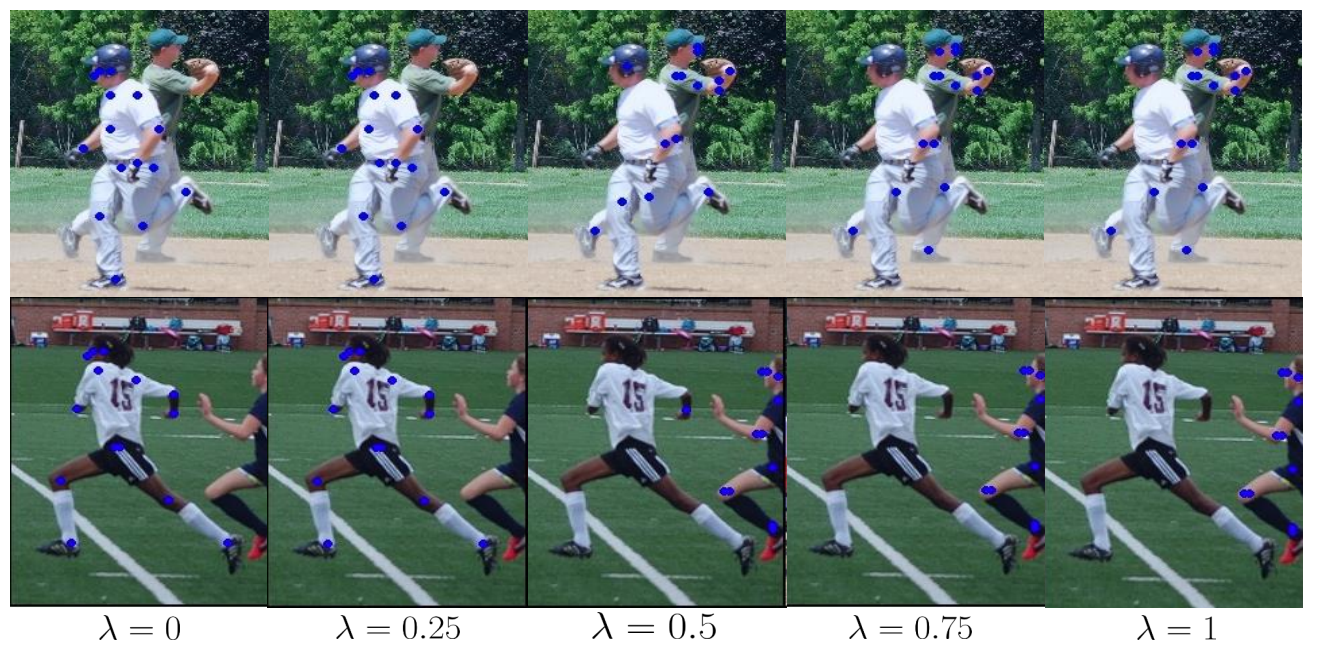 15 15 15 15 15
λ = 0 λ = 0.25 λ = 0.5 λ = 0.75 λ = 1